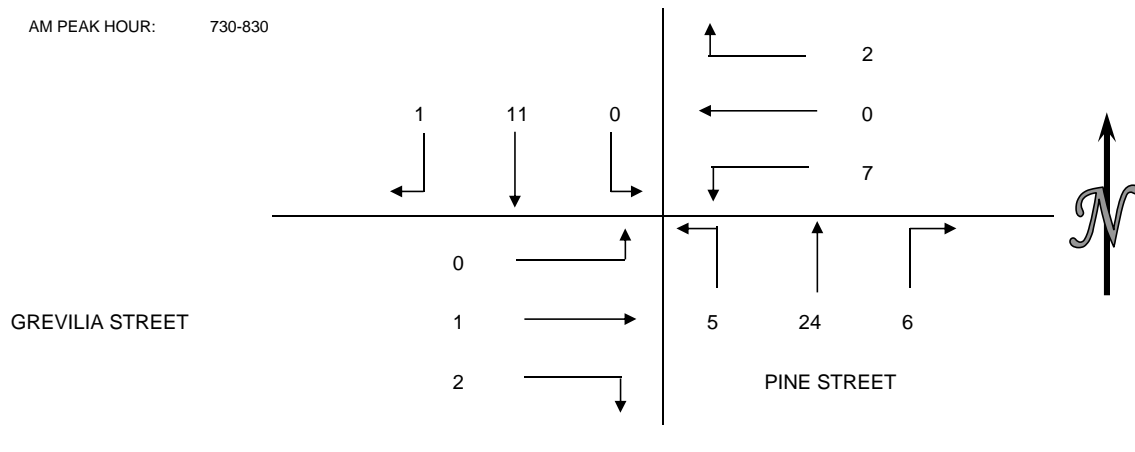 AM PEAK HOUR: 730-830
2
1 11 0 0
7
0
GREVILIA STREET 1 5 24 6
2 PINE STREET
N